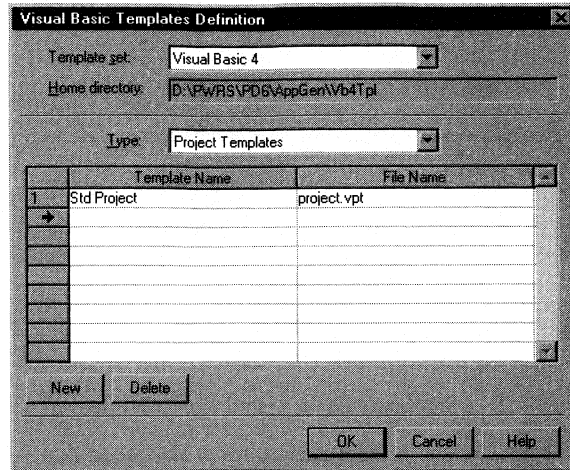 Visual Basic Templates Definition
Template set: Visual Basic 4
Home directory: D:\PWRS\PD6\AppGen\Vb4Tpl
Type: Project Templates
Template Name File Name
1 Std Project project.vpt
New Delete
OK Cancel Help